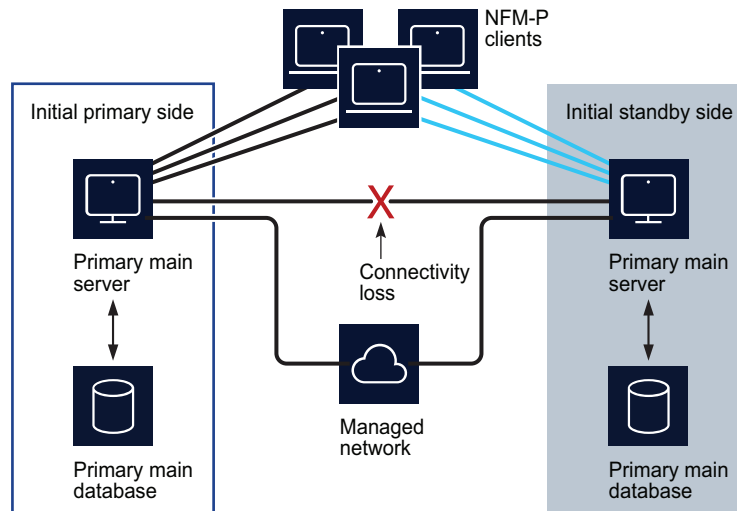 NFM-P
clients
Initial primary side
Initial standby side
X
Primary main
server
Connectivity
loss
Primary main
server
Managed
network
Primary main
database
Primary main
database